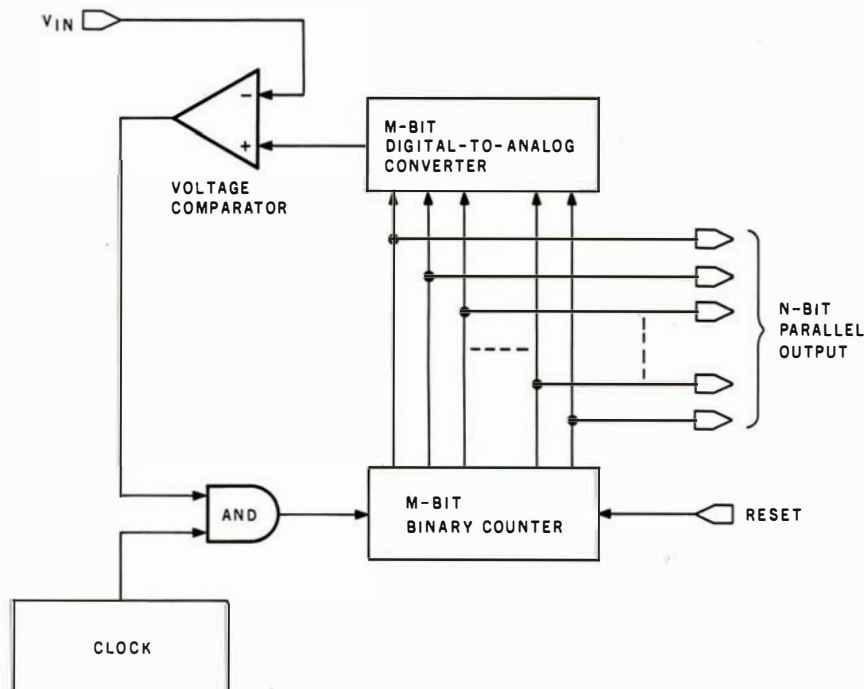 VIN
-
+
VOLTAGE
COMPARATOR
M-BIT
DIGITAL-TO-ANALOG
CONVERTER
N-BIT
PARALLEL
OUTPUT
AND
M-BIT
BINARY COUNTER
RESET
CLOCK